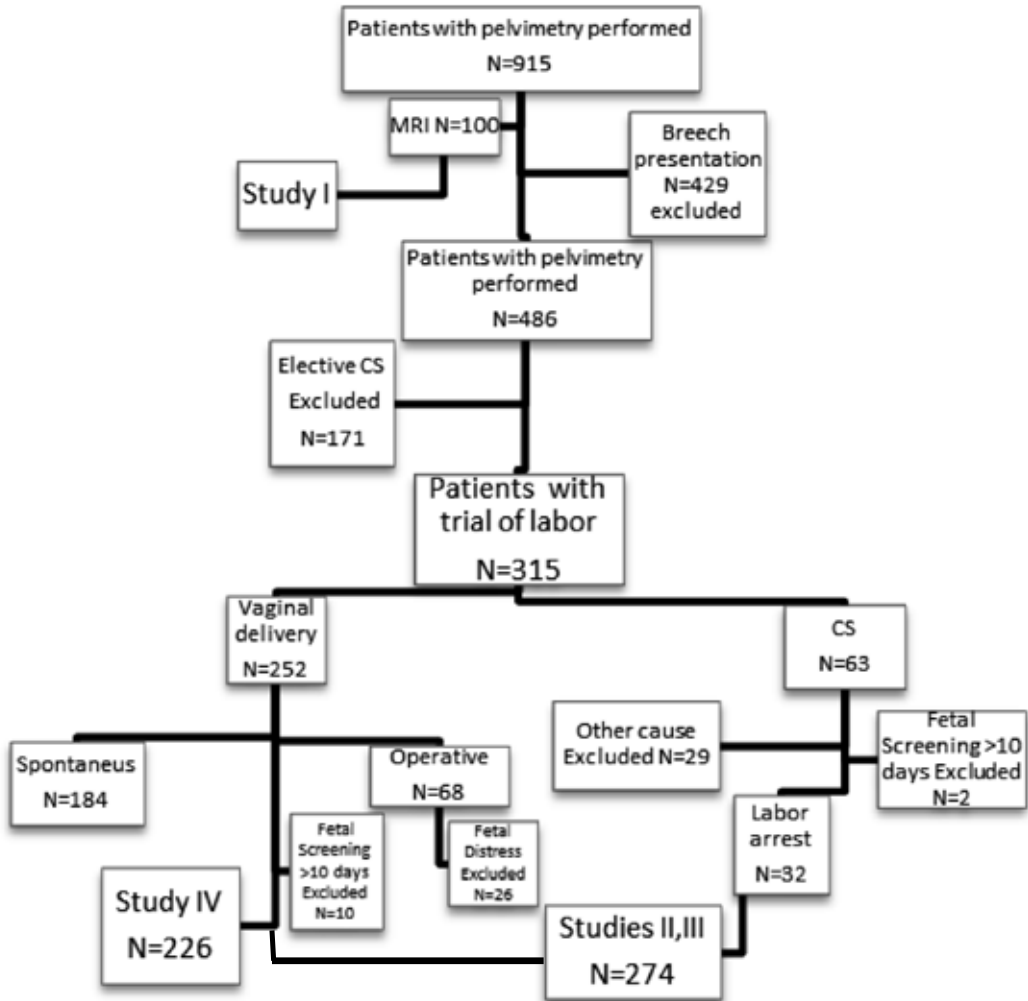 Patients with pelvimetry performed
N=915
MRI N=100
Breech
presentation
N=429
excluded
Study I
Patients with pelvimetry
performed
N=486
Elective CS
Excluded
N=171
Patients with
trial of labor
N=315
Vaginal
delivery
N=252
CS
N=63
Spontaneus
N=184
Operative
N=68
Other cause
Excluded N=29
Fetal
Screening >10
days Excluded
N=2
Fetal
Screening
>10 days
Excluded
N=10
Fetal
Distress
Excluded
N=26
Labor
arrest
N=32
Study IV
N=226
Studies II,III
N=274